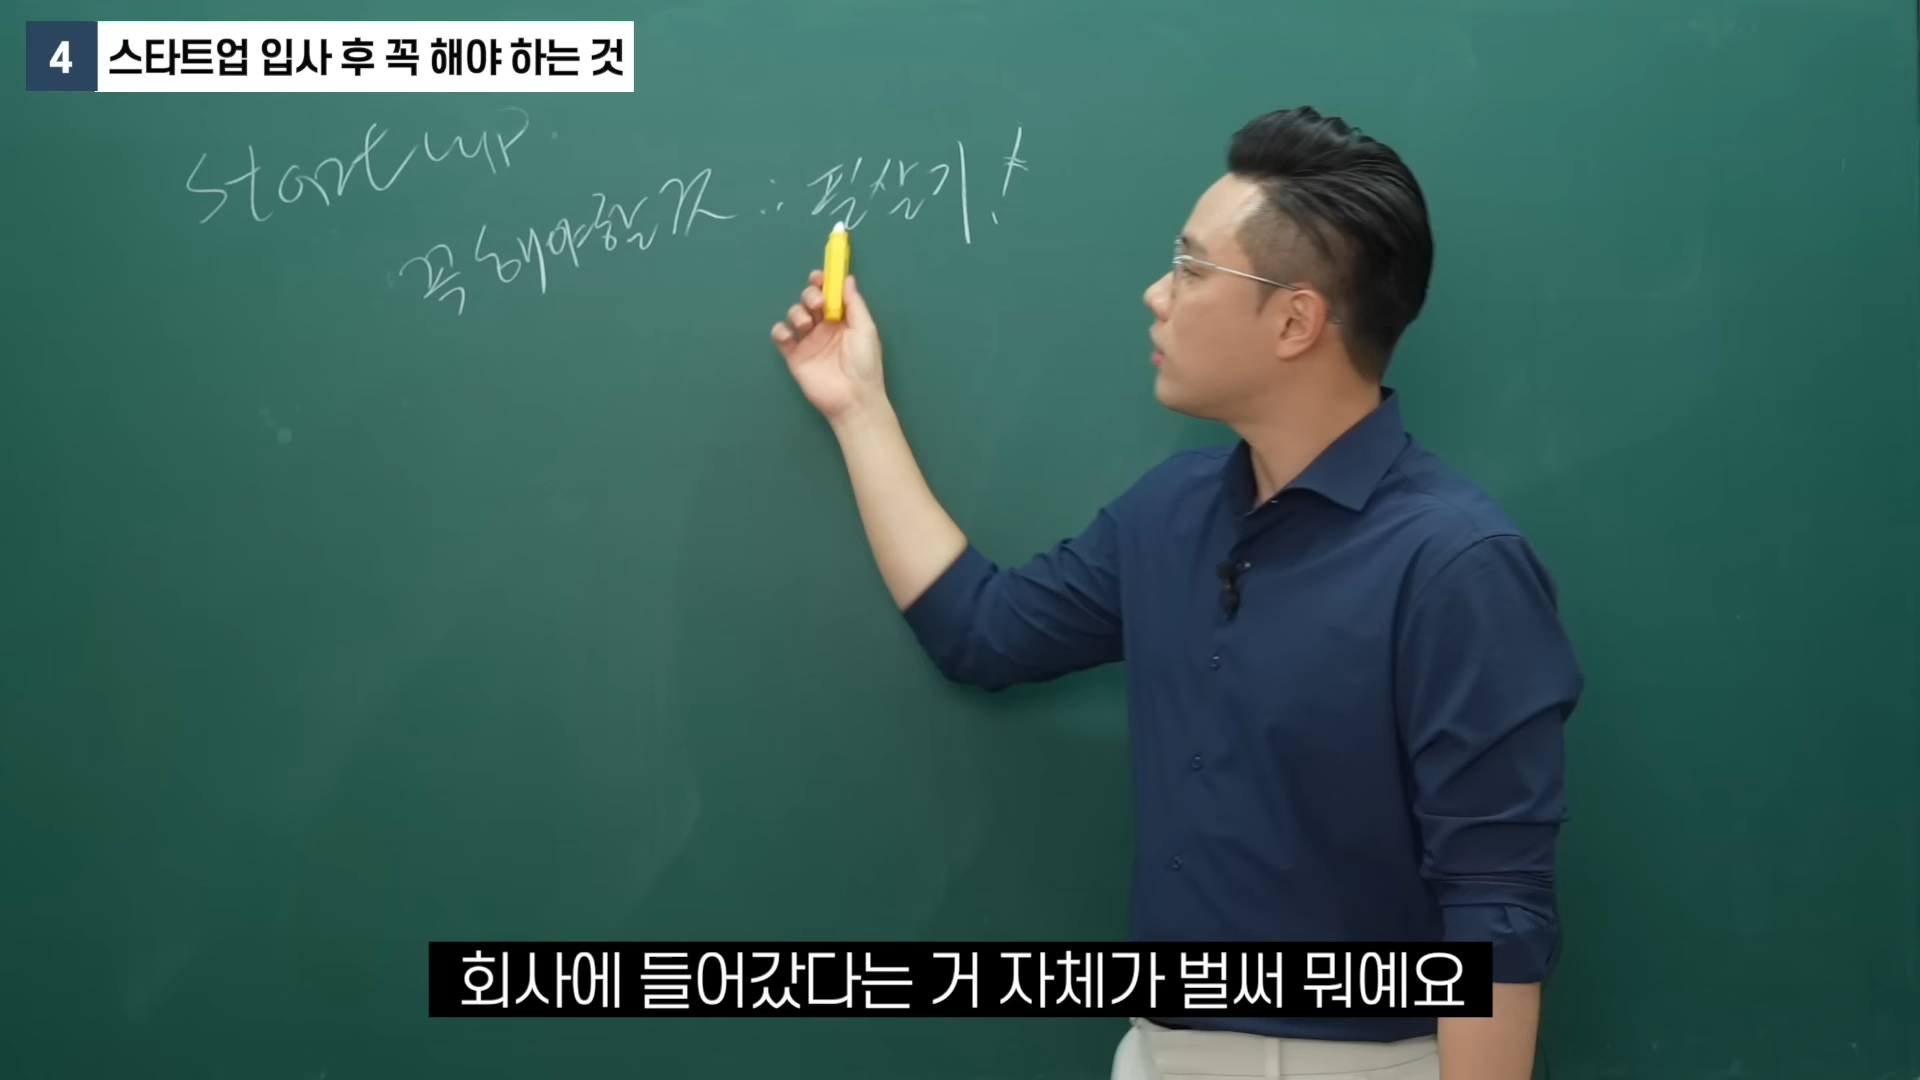 4 스타트업 입사 후 꼭 해야 하는 것
Start up.
꼭 해야할 것 : 필살기!
회사에 들어갔다는 거 자체가 벌써 뭐예요